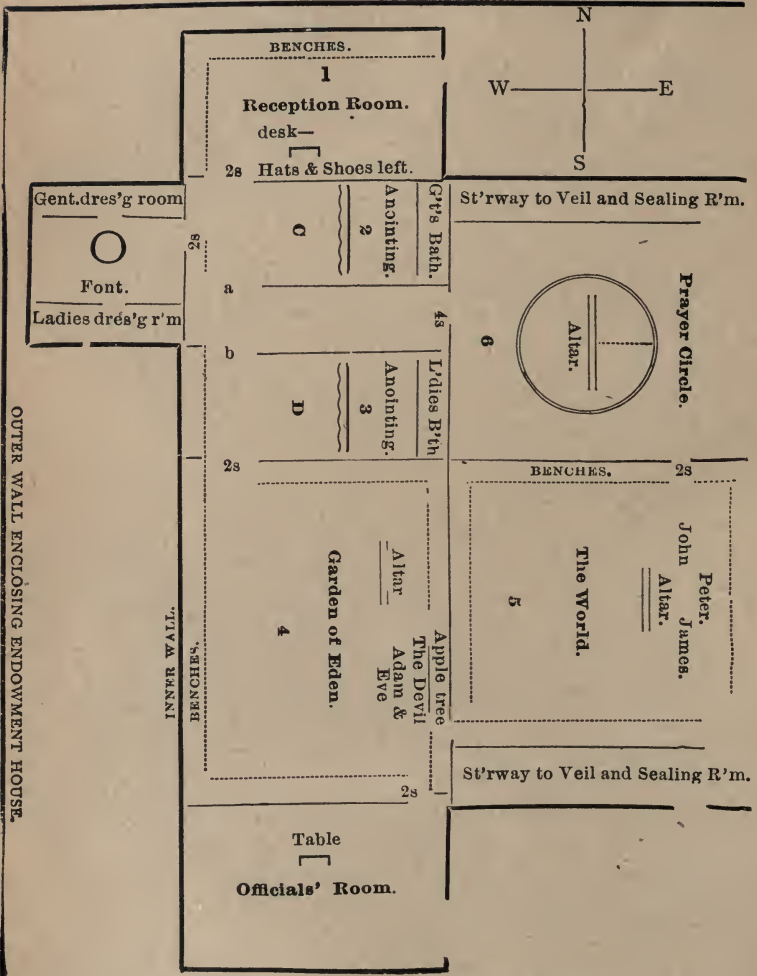 N
W
E
S
BENCHES.
1
Reception Room.
desk—
2s
Hats & Shoes left.
Gent.dres'g room
Font.
Ladies dres'g r'm
2s
a
b
C
2
Anointing.
G't's Bath.
4s
D
3
Anointing.
L'dies B'th
2s
St'rway to Veil and Sealing R'm.
6
Altar.
Prayer Circle.
BENCHES.
2s
Peter.
John James.
Altar.
The World.
5
Altar
Garden of Eden.
4
Apple tree
The Devil
Adam &
Eve
BENCHES.
INNER WALL.
OUTER WALL ENCLOSING ENDOWMENT HOUSE.
2s
St'rway to Veil and Sealing R'm.
Table
Officials' Room.